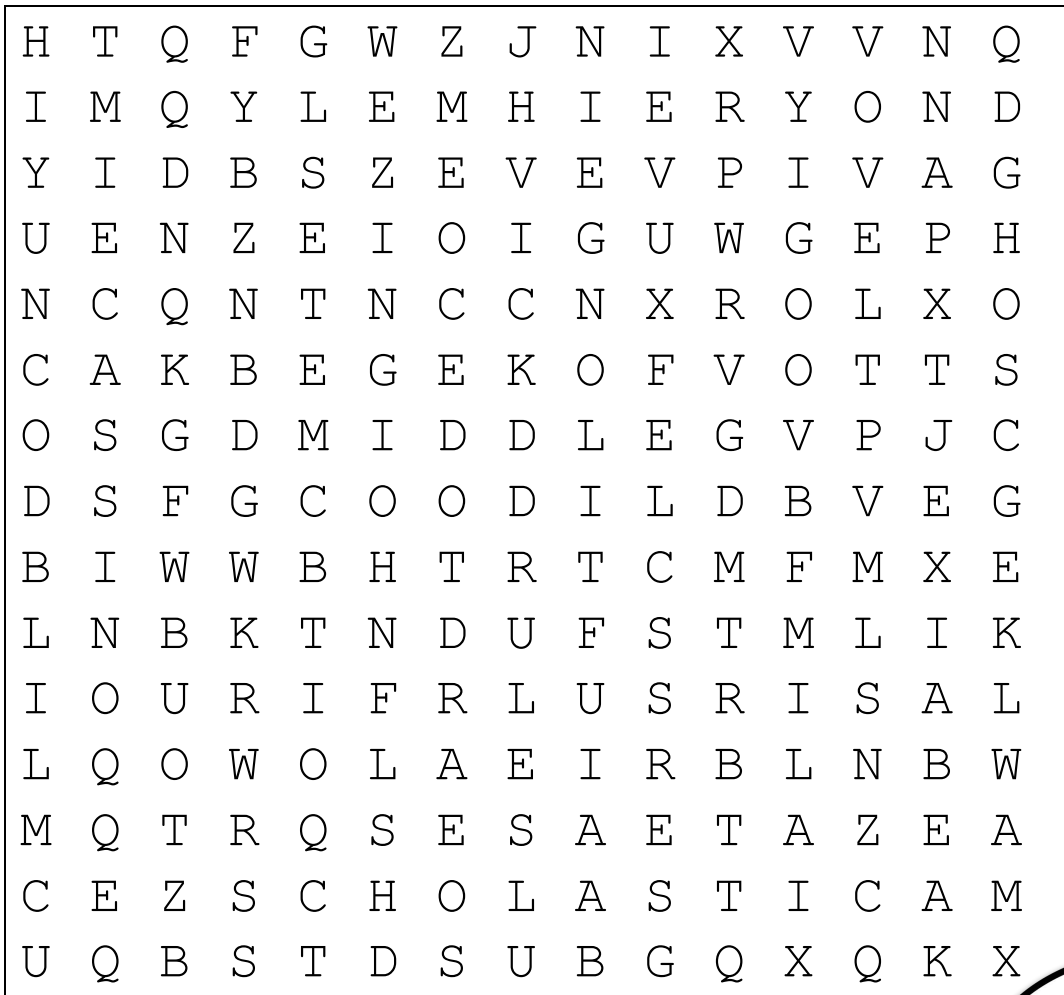 H T Q F G W Z J N I X V V N Q
I M Q Y L E M H I E R Y O N D
Y I D B S Z E V E V P I V A G
U E N Z E I O I G U W G E P H
N C Q N T N C C N X R O L X O
C A K B E G E K O F V O T T S
O S G D M I D D L E G V P J C
D S F G C O O D I L D B V E G
B I W W B H T R T C M F M X E
L N B K T N D U F S T M L I K
I O U R I F R L U S R I S A L
L Q O W O L A E I R B L N B W
M Q T R Q S E S A E T A Z E A
C E Z S C H O L A S T I C A M
U Q B S T D S U B G Q X Q K X